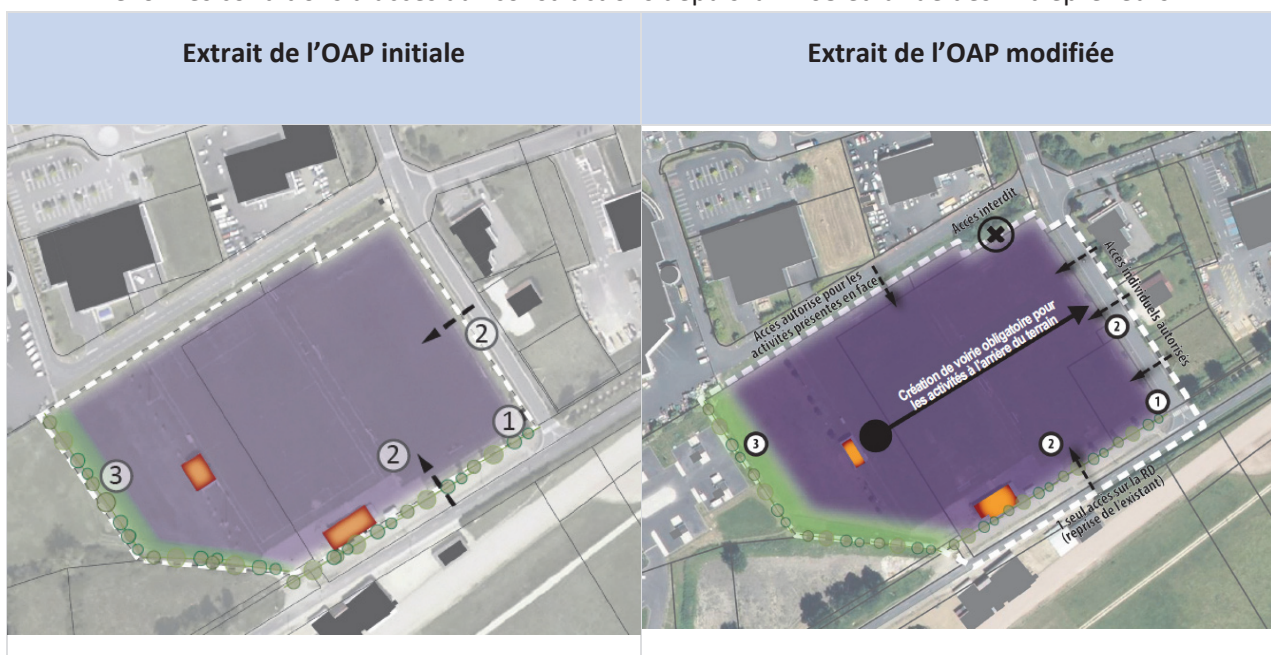 Extrait de l'OAP initiale
Extrait de l'OAP modifiée
2
2
1
3
Accès interdit
Accès autorisé pour les
activités présentes en face
Accès individuels autorisés
Création de voirie obligatoire pour
les activités à l'arrière du terrain
2
1
3
2
1 seul accès sur la RD
(reprise de l'existant)